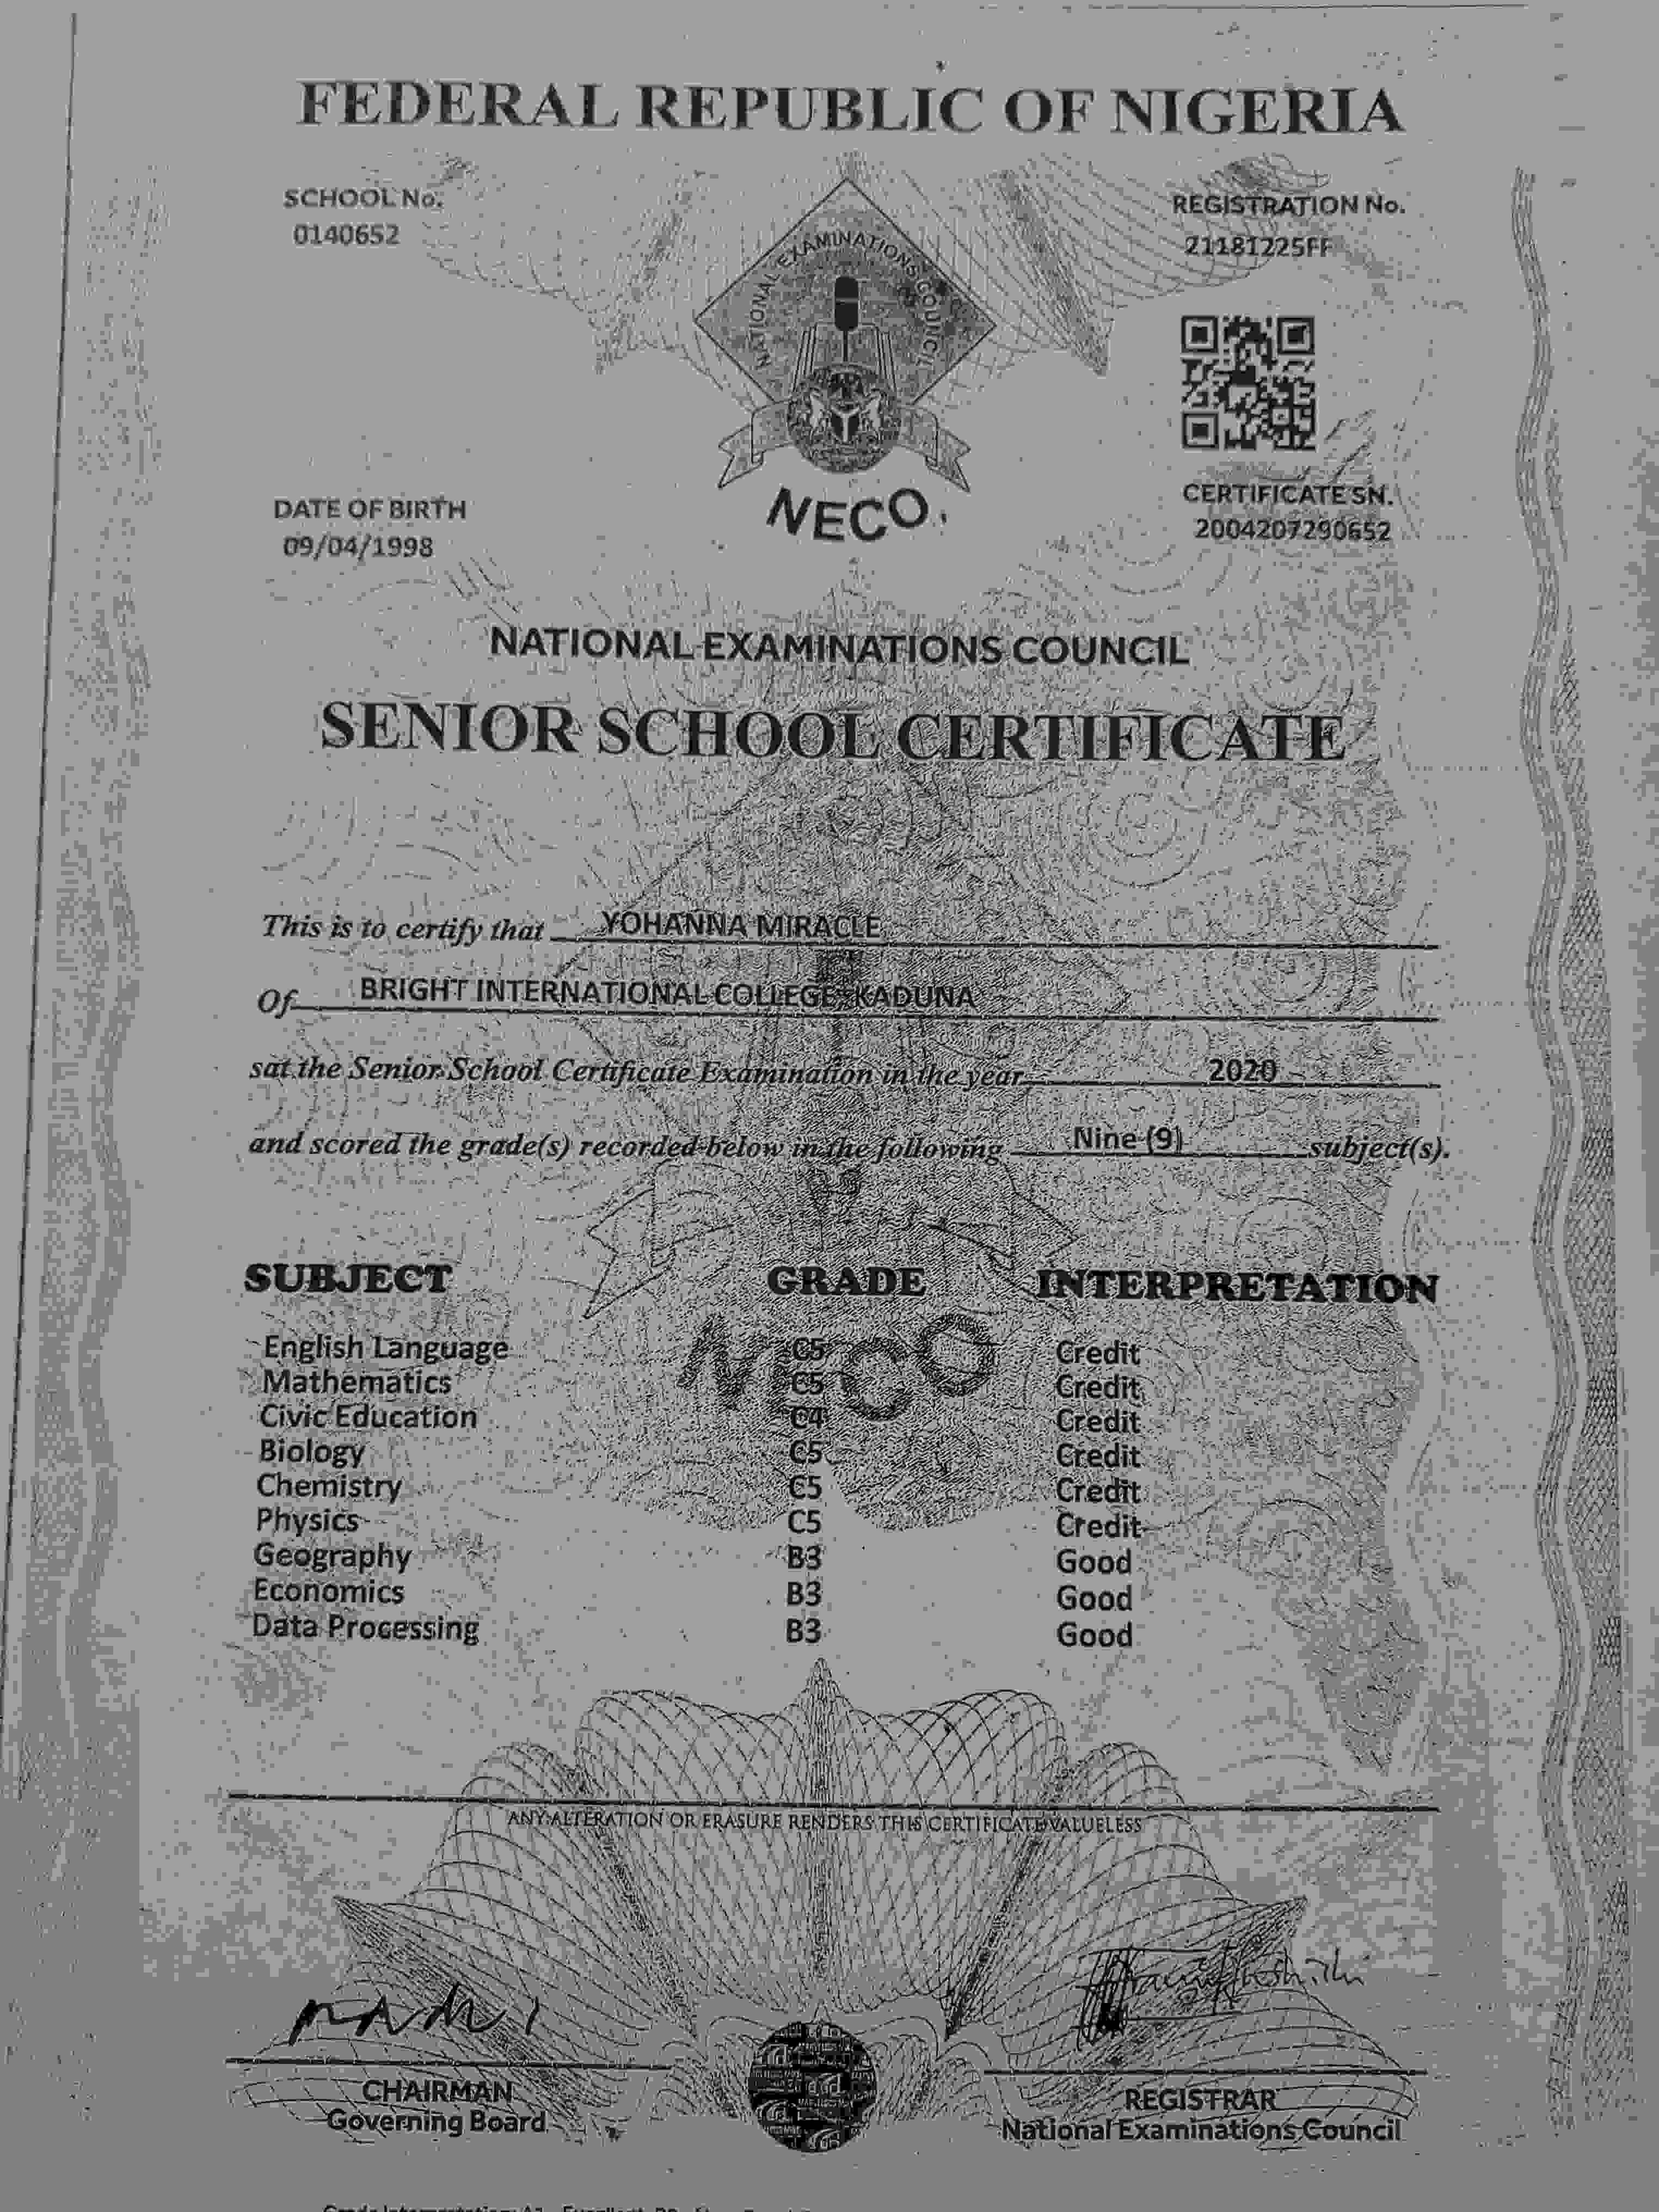 FEDERAL REPUBLIC OF NIGERIA
SCHOOL No.
0140652
REGISTRATION No.
21181225FF
NATIONAL EXAMINATIONS COUNCIL
NECO.
DATE OF BIRTH
09/04/1998
CERTIFICATE SN.
2004207290652
NATIONAL EXAMINATIONS COUNCIL
SENIOR SCHOOL CERTIFICATE
This is to certify that YOHANNA MIRACLE
Of BRIGHT INTERNATIONAL COLLEGE KADUNA
sat the Senior School Certificate Examination in the year 2020
and scored the grade(s) recorded below in the following Nine (9) subject(s).
SUBJECT GRADE INTERPRETATION
NECO
English Language C5 Credit
Mathematics C5 Credit
Civic Education C4 Credit
Biology C5 Credit
Chemistry C5 Credit
Physics C5 Credit
Geography B3 Good
Economics B3 Good
Data Processing B3 Good
ANY ALTERATION OR ERASURE RENDERS THIS CERTIFICATE VALUELESS
CHAIRMAN
Governing Board
REGISTRAR
National Examinations Council